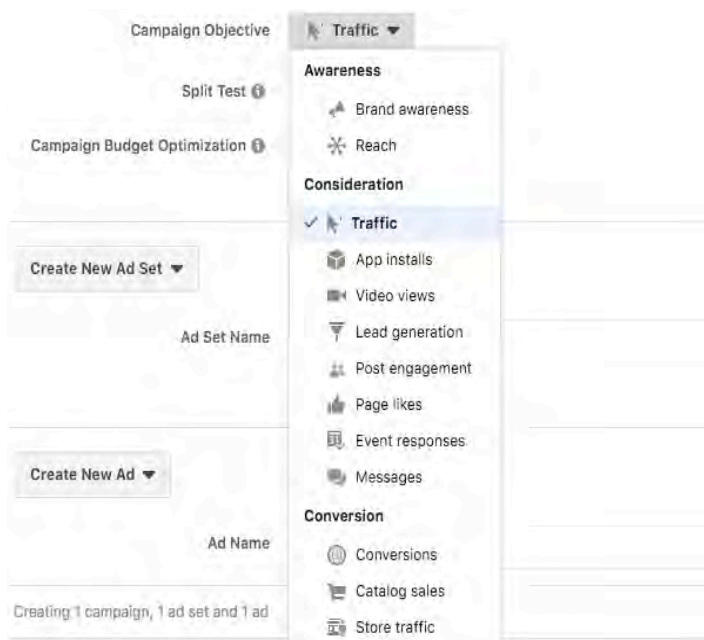 Campaign Objective
Traffic
Split Test
Campaign Budget Optimization
Awareness
Brand awareness
Reach
Consideration
Traffic
App installs
Video views
Lead generation
Post engagement
Page likes
Event responses
Messages
Conversion
Conversions
Catalog sales
Store traffic
Create New Ad Set
Ad Set Name
Create New Ad
Ad Name
Creating 1 campaign, 1 ad set and 1 ad